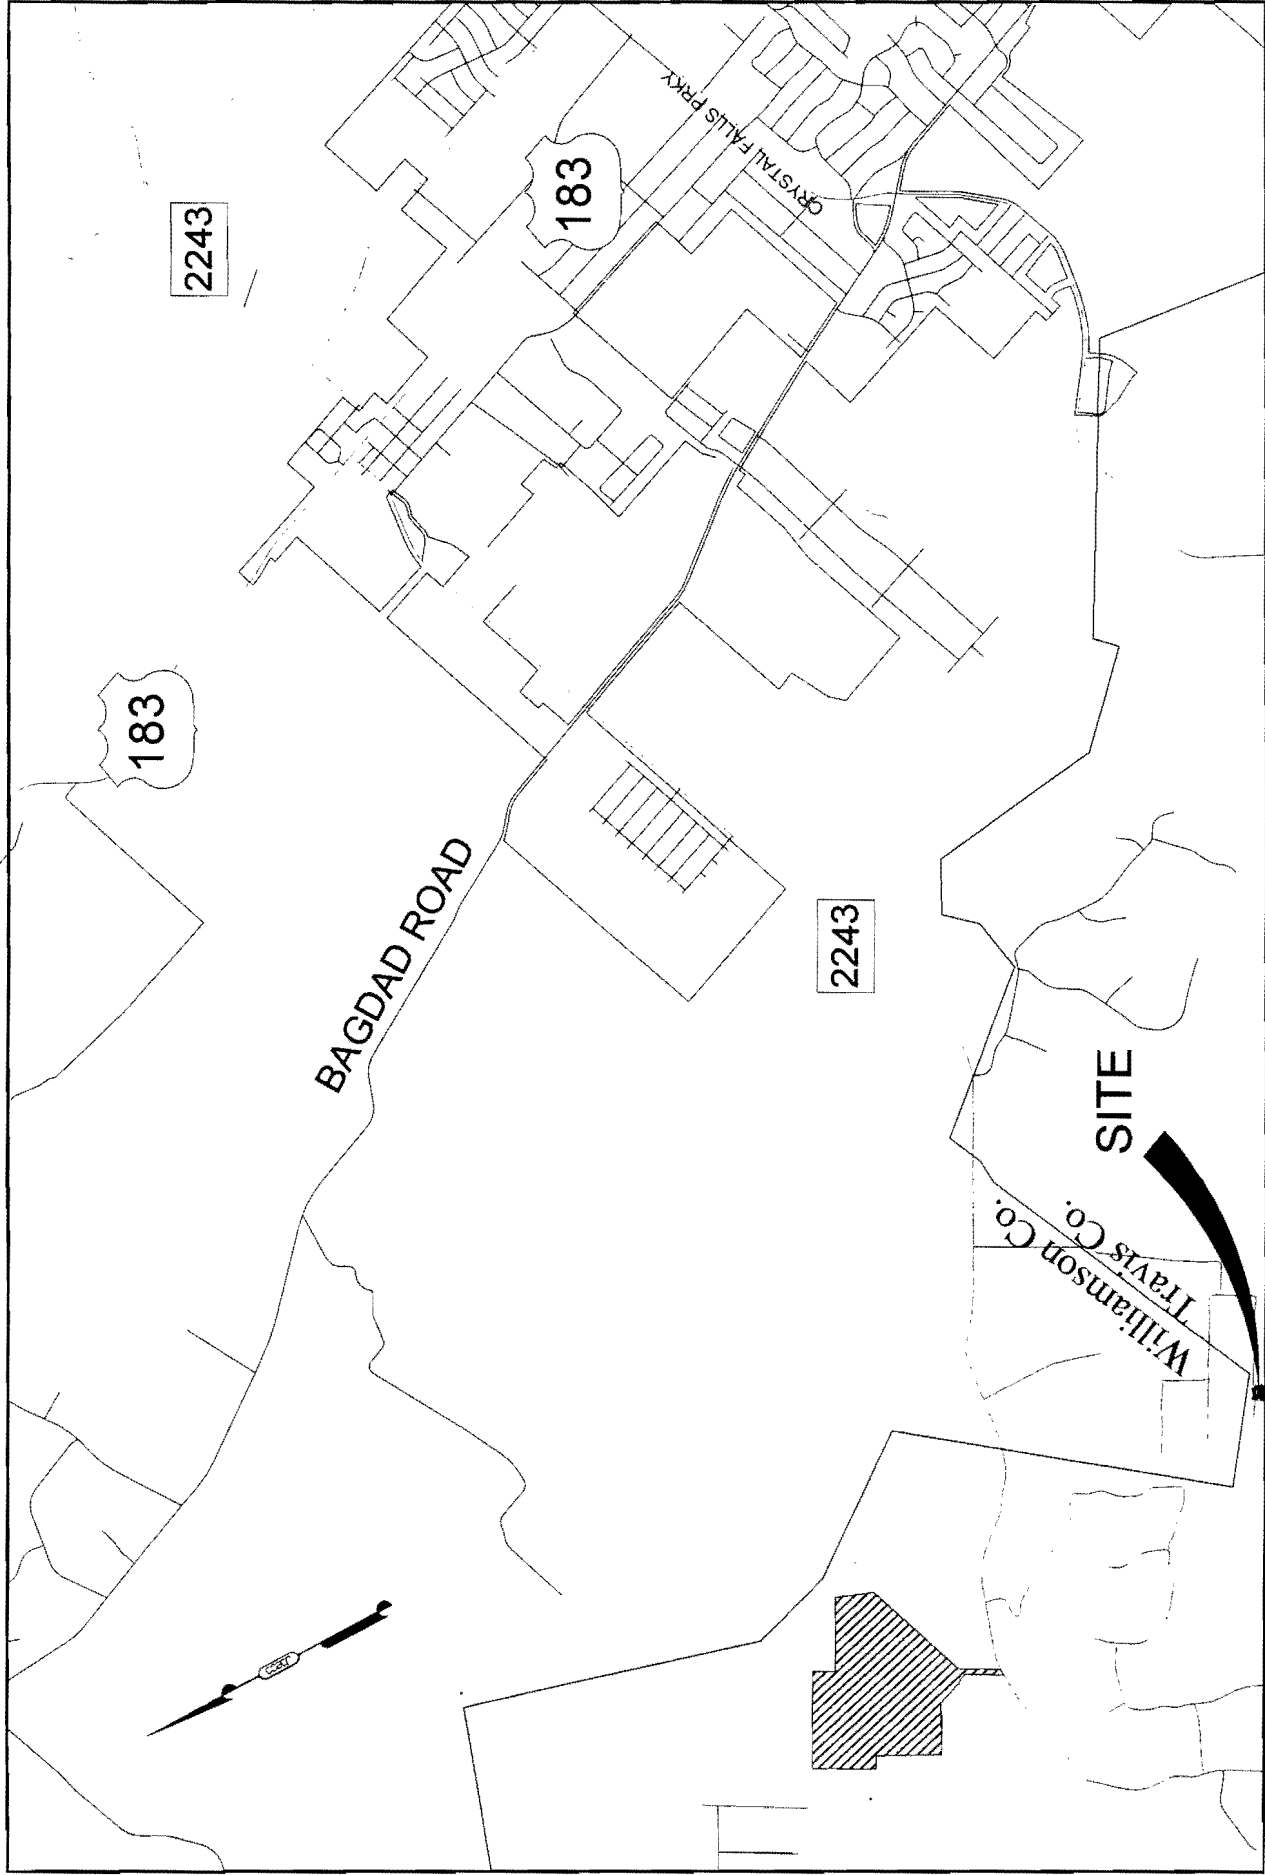 183
2243
183
CRYSTAL FALLS PRKY
BAGDAD ROAD
2243
SITE
Williamson Co.
Travis Co.